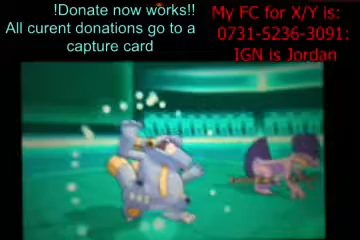 !Donate now works!!
All curent donations go to a
capture card
My FC for X/Y is:
0731-5236-3091:
IGN is Jordan